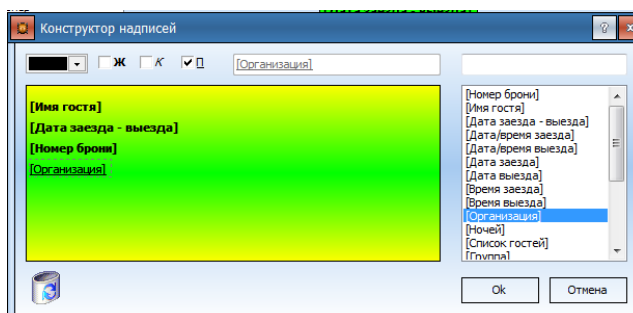 Конструктор надписей
Ж
К
П
[Организация]
[Имя гостя]
[Дата заезда - выезда]
[Номер брони]
[Организация]
[Номер брони]
[Имя гостя]
[Дата заезда - выезда]
[Дата/время заезда]
[Дата/время выезда]
[Дата заезда]
[Дата выезда]
[Время заезда]
[Время выезда]
[Организация]
[Ночей]
[Список гостей]
[Группа]
Ok
Отмена